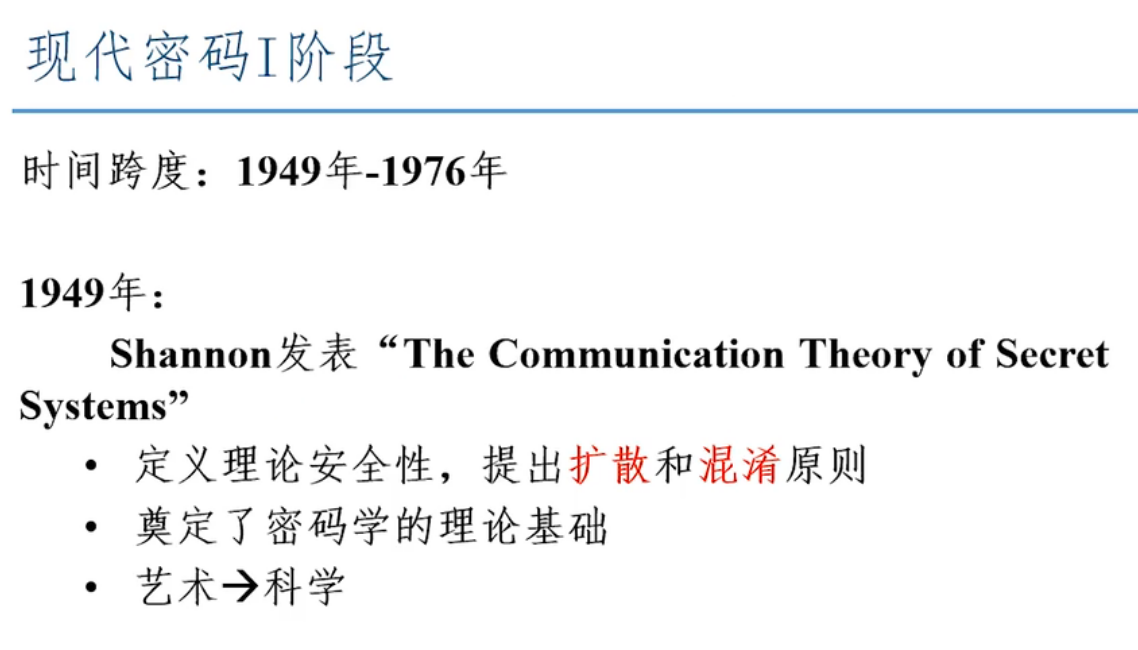 现代密码I阶段
时间跨度：1949年-1976年
1949年：
Shannon发表“The Communication Theory of Secret
Systems”
• 定义理论安全性，提出扩散和混淆原则
• 奠定了密码学的理论基础
• 艺术→科学